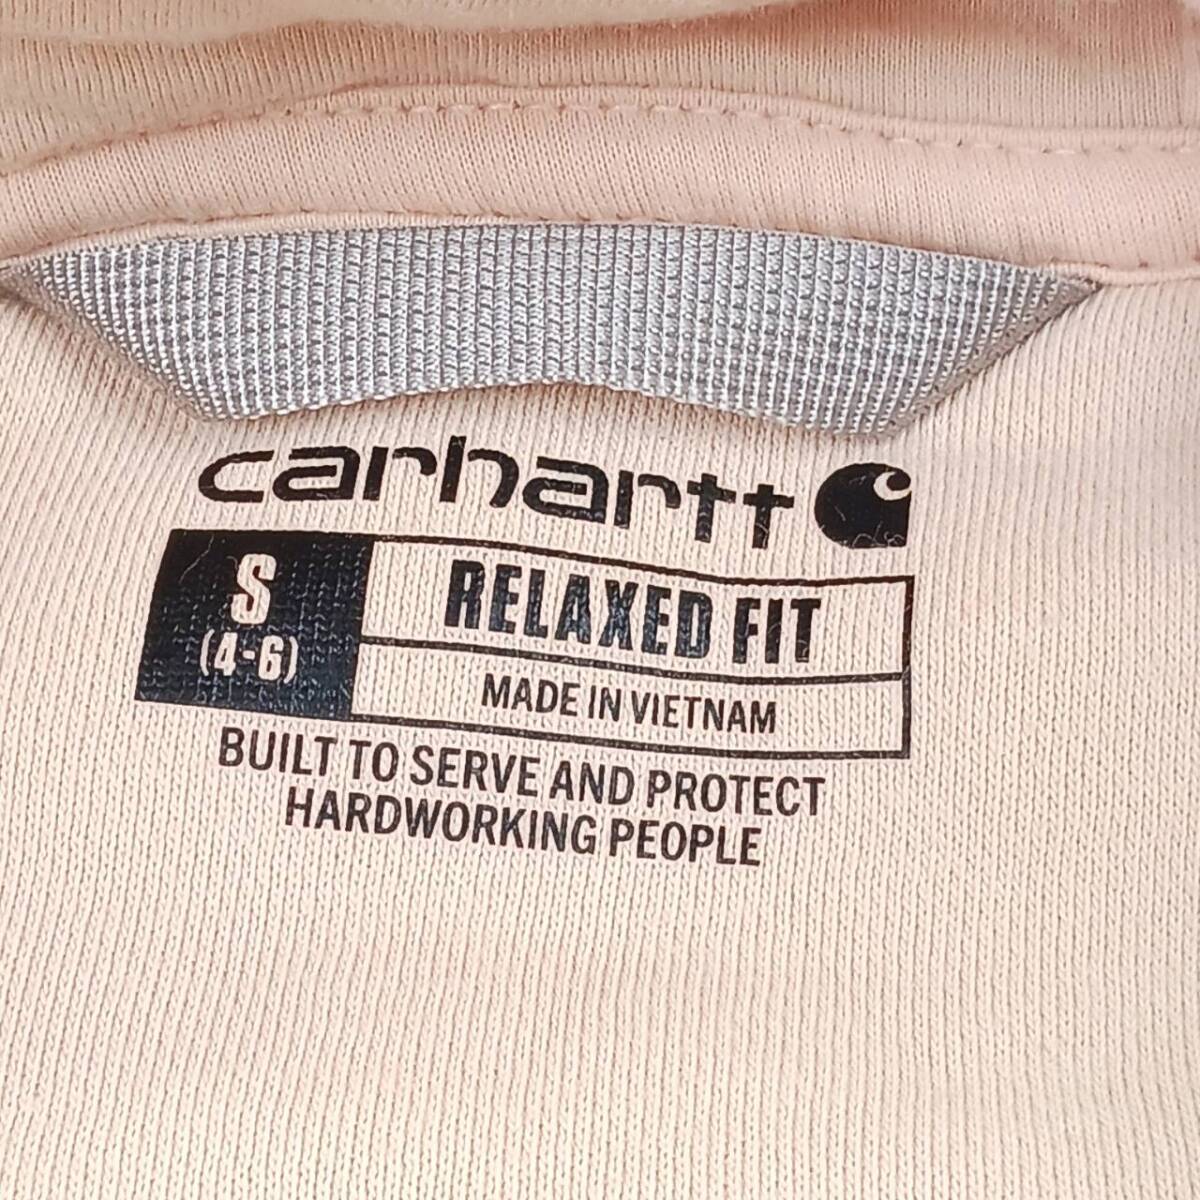 carhartt
S
(4-6)
RELAXED FIT
MADE IN VIETNAM
BUILT TO SERVE AND PROTECT
HARDWORKING PEOPLE